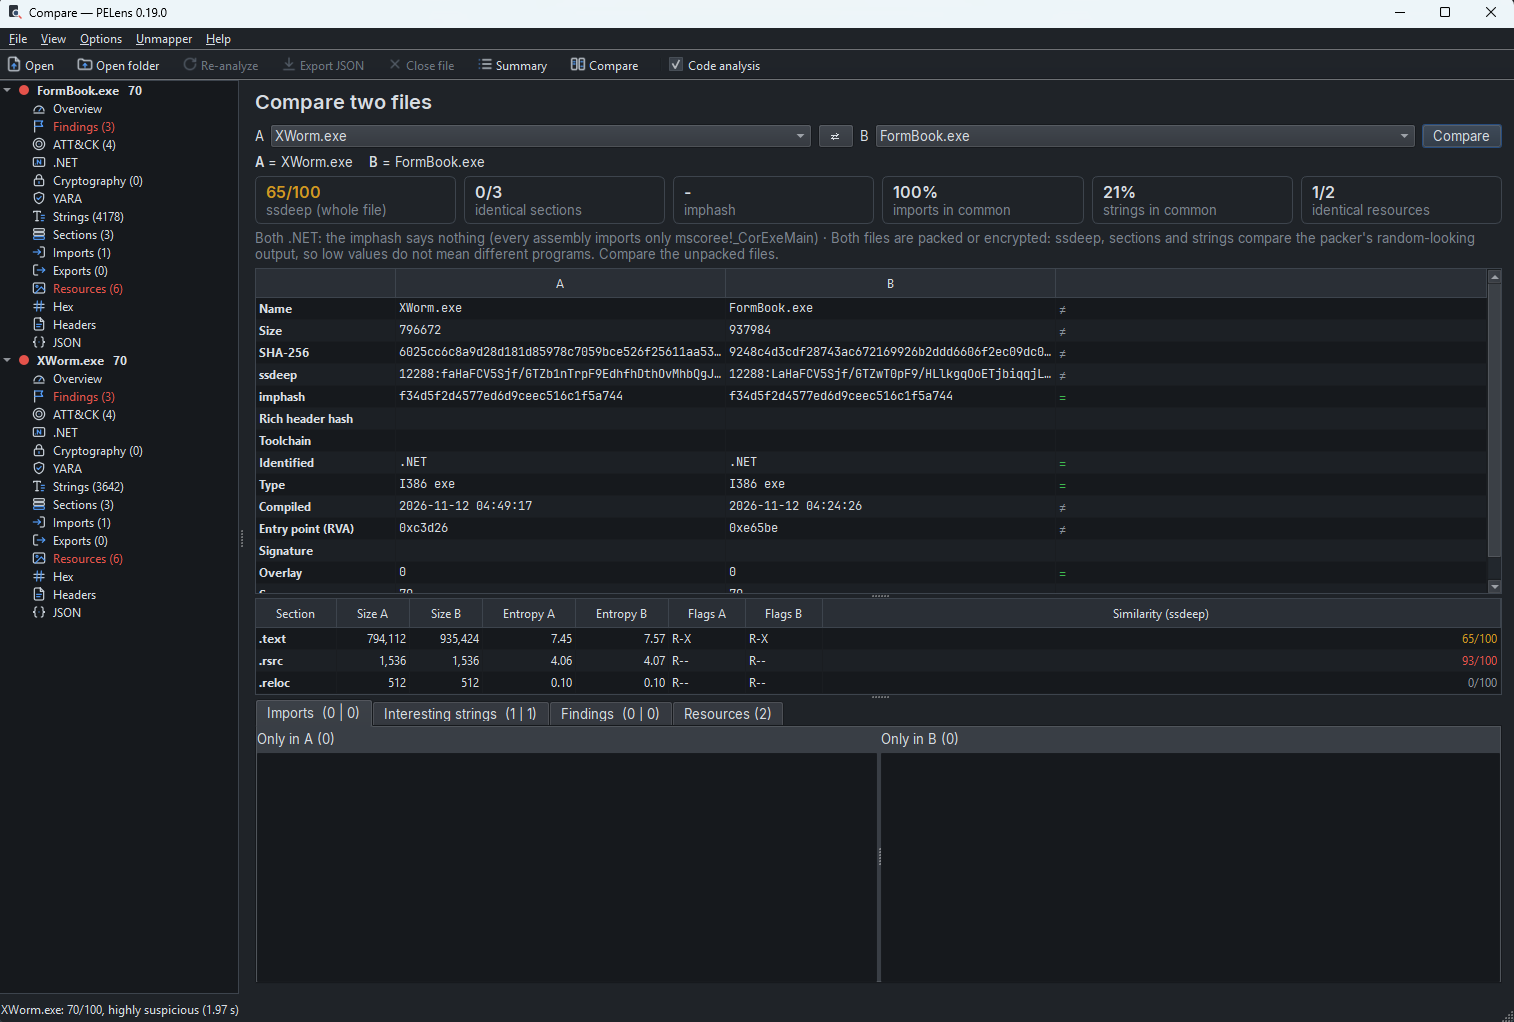 Compare — PELens 0.19.0
File View Options Unmapper Help
Open Open folder Re-analyze Export JSON Close file Summary Compare Code analysis
FormBook.exe 70
Overview
Findings (3)
ATT&CK (4)
.NET
Cryptography (0)
YARA
Strings (4178)
Sections (3)
Imports (1)
Exports (0)
Resources (6)
Hex
Headers
JSON
XWorm.exe 70
Overview
Findings (3)
ATT&CK (4)
.NET
Cryptography (0)
YARA
Strings (3642)
Sections (3)
Imports (1)
Exports (0)
Resources (6)
Hex
Headers
JSON
XWorm.exe: 70/100, highly suspicious (1.97 s)
Compare two files
A XWorm.exe ⇄ B FormBook.exe Compare
A = XWorm.exe B = FormBook.exe
65/100 0/3 - 100% 21% 1/2
ssdeep (whole file) identical sections imphash imports in common strings in common identical resources
Both .NET: the imphash says nothing (every assembly imports only mscoree!_CorExeMain) · Both files are packed or encrypted: ssdeep, sections and strings compare the packer's random-looking
output, so low values do not mean different programs. Compare the unpacked files.
A B
Name XWorm.exe FormBook.exe ≠
Size 796672 937984 ≠
SHA-256 6025cc6c8a9d28d181d85978c7059bce526f25611aa53… 9248c4d3cdf28743ac672169926b2ddd6606f2ec09dc0… ≠
ssdeep 12288:faHaFCV5Sjf/GTZb1nTrpF9EdhfhDthOvMhbQgJ… 12288:LaHaFCV5Sjf/GTZwT0pF9/HLlkgqOoETjbiqqjL… ≠
imphash f34d5f2d4577ed6d9ceec516c1f5a744 f34d5f2d4577ed6d9ceec516c1f5a744 =
Rich header hash
Toolchain
Identified .NET .NET =
Type I386 exe I386 exe =
Compiled 2026-11-12 04:49:17 2026-11-12 04:24:26 ≠
Entry point (RVA) 0xc3d26 0xe65be ≠
Signature
Overlay 0 0 =
Section Size A Size B Entropy A Entropy B Flags A Flags B Similarity (ssdeep)
.text 794,112 935,424 7.45 7.57 R-X R-X 65/100
.rsrc 1,536 1,536 4.06 4.07 R-- R-- 93/100
.reloc 512 512 0.10 0.10 R-- R-- 0/100
Imports (0 | 0) Interesting strings (1 | 1) Findings (0 | 0) Resources (2)
Only in A (0) Only in B (0)